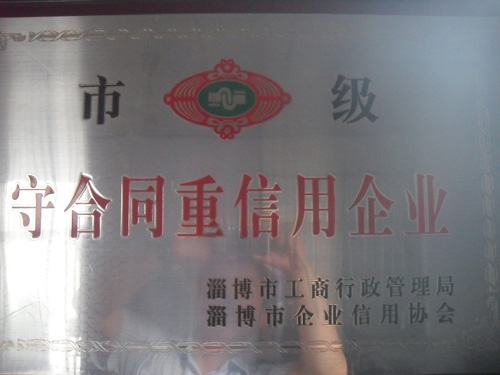 市 级
守合同重信用企业
淄博市工商行政管理局
淄博市企业信用协会